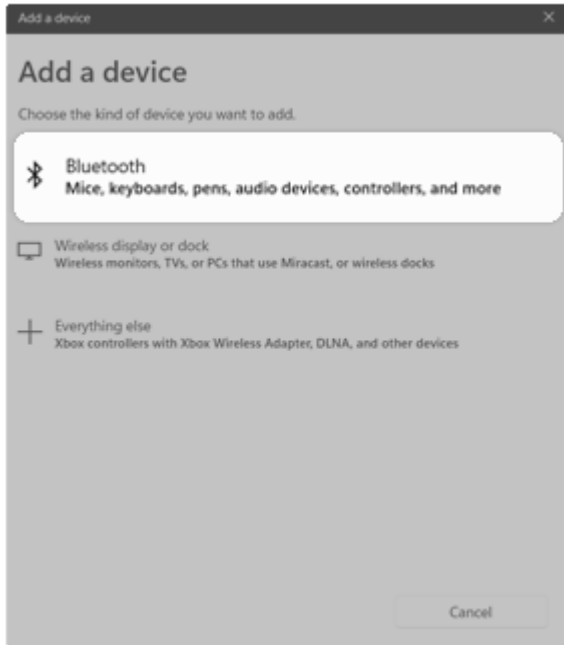 Add a device
Add a device
Choose the kind of device you want to add.
Bluetooth
Mice, keyboards, pens, audio devices, controllers, and more
Wireless display or dock
Wireless monitors, TVs, or PCs that use Miracast, or wireless docks
Everything else
Xbox controllers with Xbox Wireless Adapter, DLNA, and other devices
Cancel